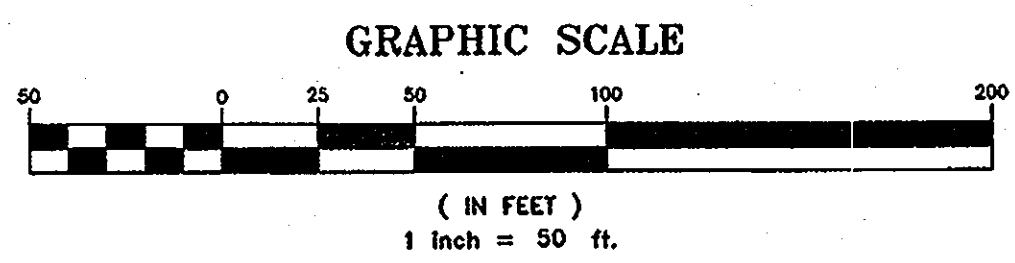 GRAPHIC SCALE
50 0 25 50 100 200
( IN FEET )
1 inch = 50 ft.